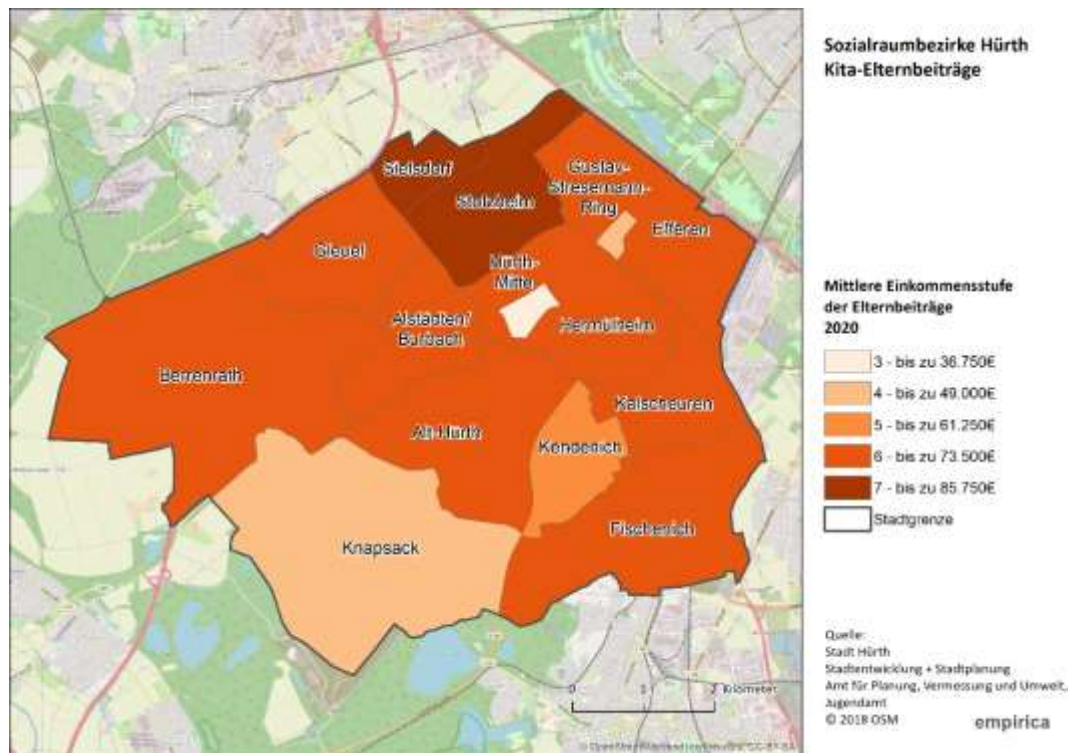 Sozialraumbezirke Hürth
Kita-Elternbeiträge
Sielsdorf
Stotzheim
Gustav-
Stresemann-
Ring
Efferen
Gleuel
Hürth-
Mitte
Alstädten/
Burbach
Hermülheim
Berrenrath
Kalscheuren
Alt-Hürth
Kendenich
Fischenich
Knapsack
Mittlere Einkommensstufe
der Elternbeiträge
2020
3 - bis zu 36.750€
4 - bis zu 49.000€
5 - bis zu 61.250€
6 - bis zu 73.500€
7 - bis zu 85.750€
Stadtgrenze
0 1 2 Kilometer
Quelle:
Stadt Hürth
Stadtentwicklung + Stadtplanung
Amt für Planung, Vermessung und Umwelt,
Jugendamt
© 2018 OSM
empirica